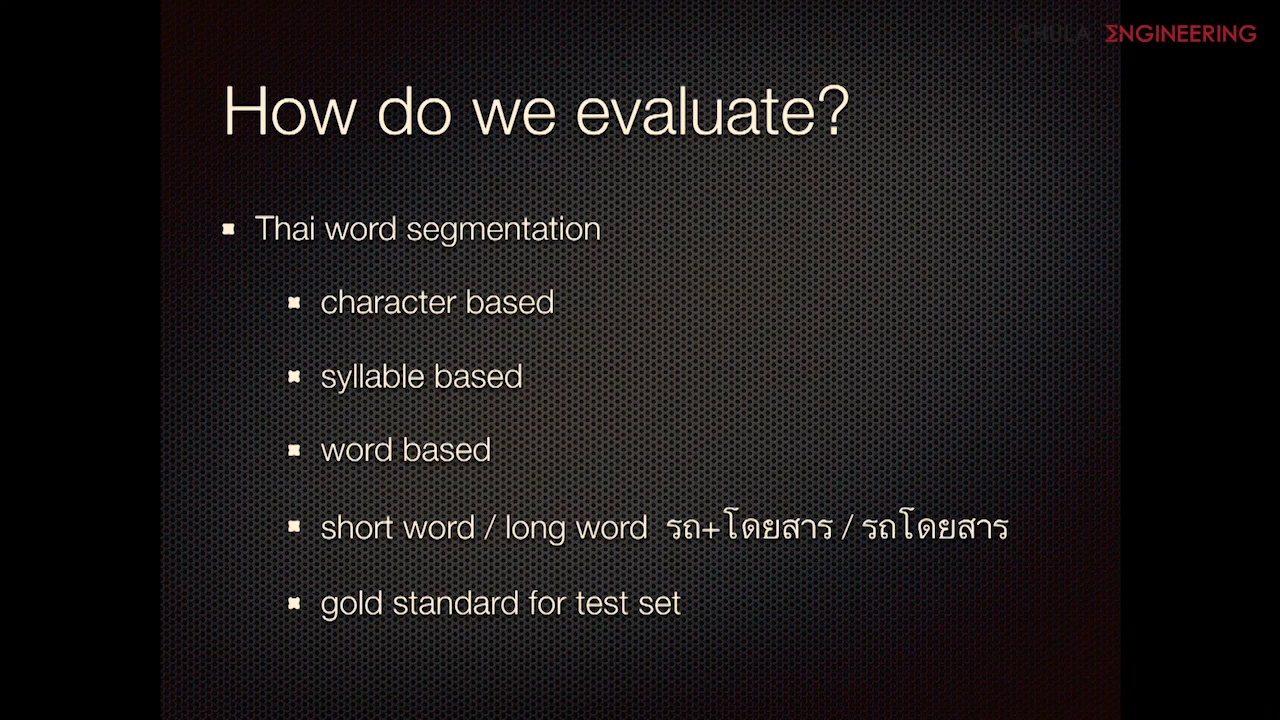 CHULA ΣNGINEERING
How do we evaluate?
Thai word segmentation
character based
syllable based
word based
short word / long word รถ+โดยสาร / รถโดยสาร
gold standard for test set